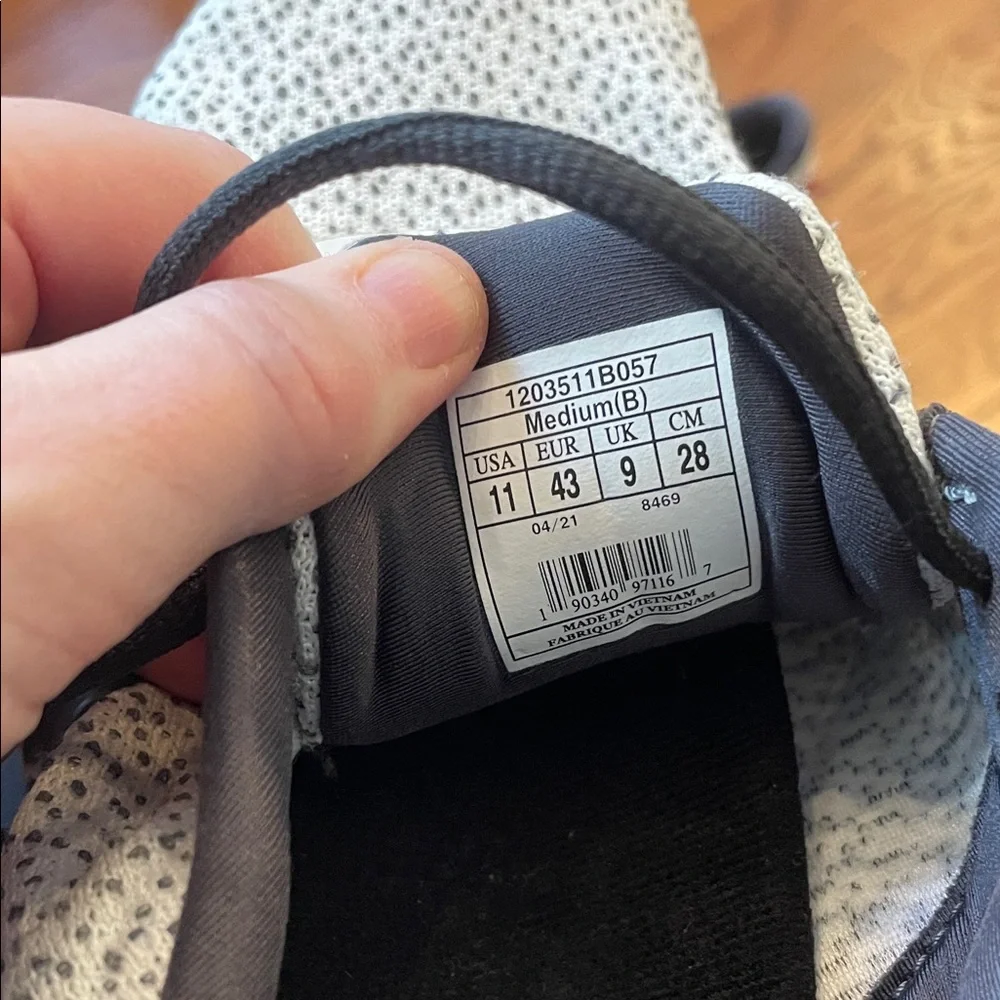 1203511B057
Medium(B)
USA EUR UK CM
11 43 9 28
04/21 8469
1 90340 97116 7
MADE IN VIETNAM
FABRIQUE AU VIETNAM